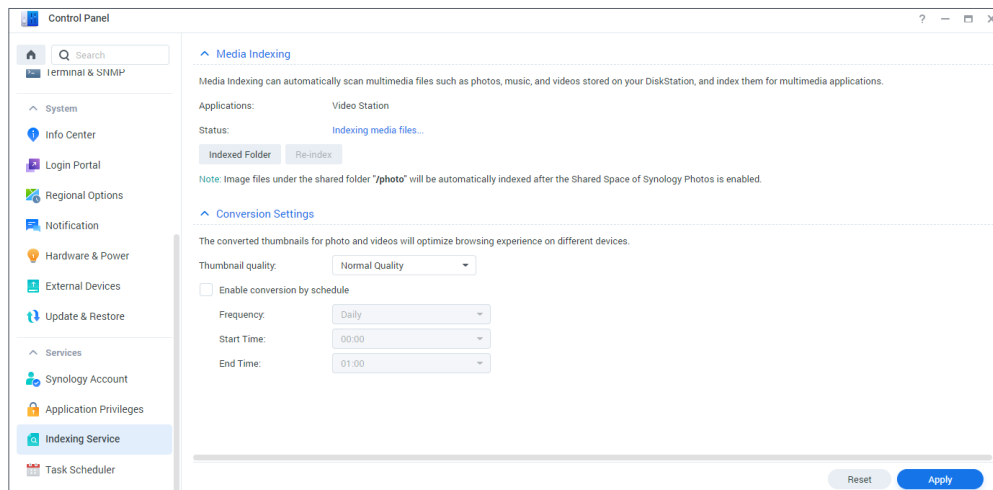 Control Panel
?
Search
Terminal & SNMP
System
Info Center
Login Portal
Regional Options
Notification
Hardware & Power
External Devices
Update & Restore
Services
Synology Account
Application Privileges
Indexing Service
Task Scheduler
Media Indexing
Media Indexing can automatically scan multimedia files such as photos, music, and videos stored on your DiskStation, and index them for multimedia applications.
Applications: Video Station
Status: Indexing media files...
Indexed Folder Re-index
Note: Image files under the shared folder "/photo" will be automatically indexed after the Shared Space of Synology Photos is enabled.
Conversion Settings
The converted thumbnails for photo and videos will optimize browsing experience on different devices.
Thumbnail quality: Normal Quality
Enable conversion by schedule
Frequency: Daily
Start Time: 00:00
End Time: 01:00
Reset Apply